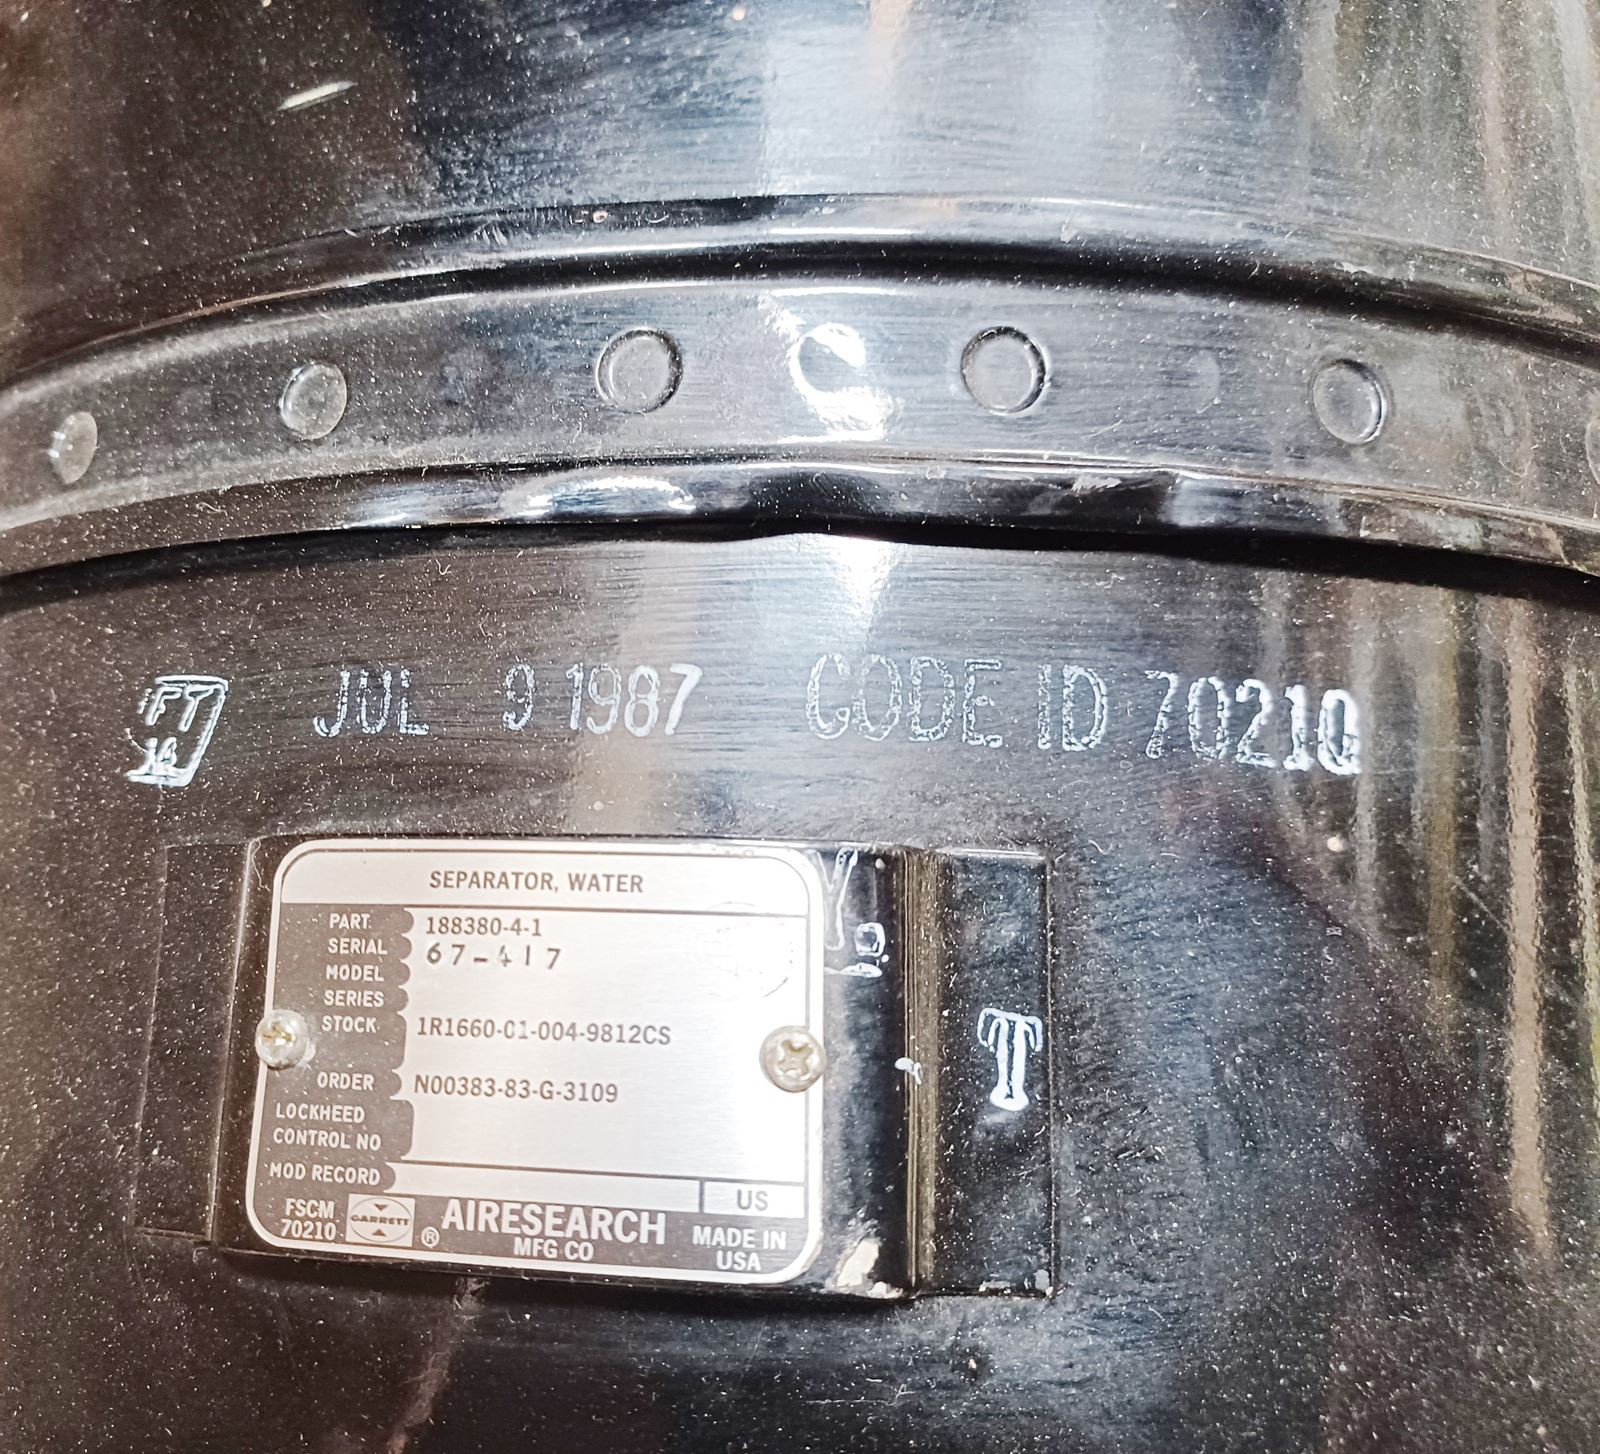 FT
JUL 9 1987 CODE ID 70210
SEPARATOR, WATER
PART 188380-4-1
SERIAL 67-417
MODEL
SERIES
STOCK 1R1660-01-004-9812CS
ORDER N00383-83-G-3109
LOCKHEED
CONTROL NO
MOD RECORD
US
FSCM
70210
GARRETT
® AIRESEARCH
MFG CO
MADE IN
USA
T